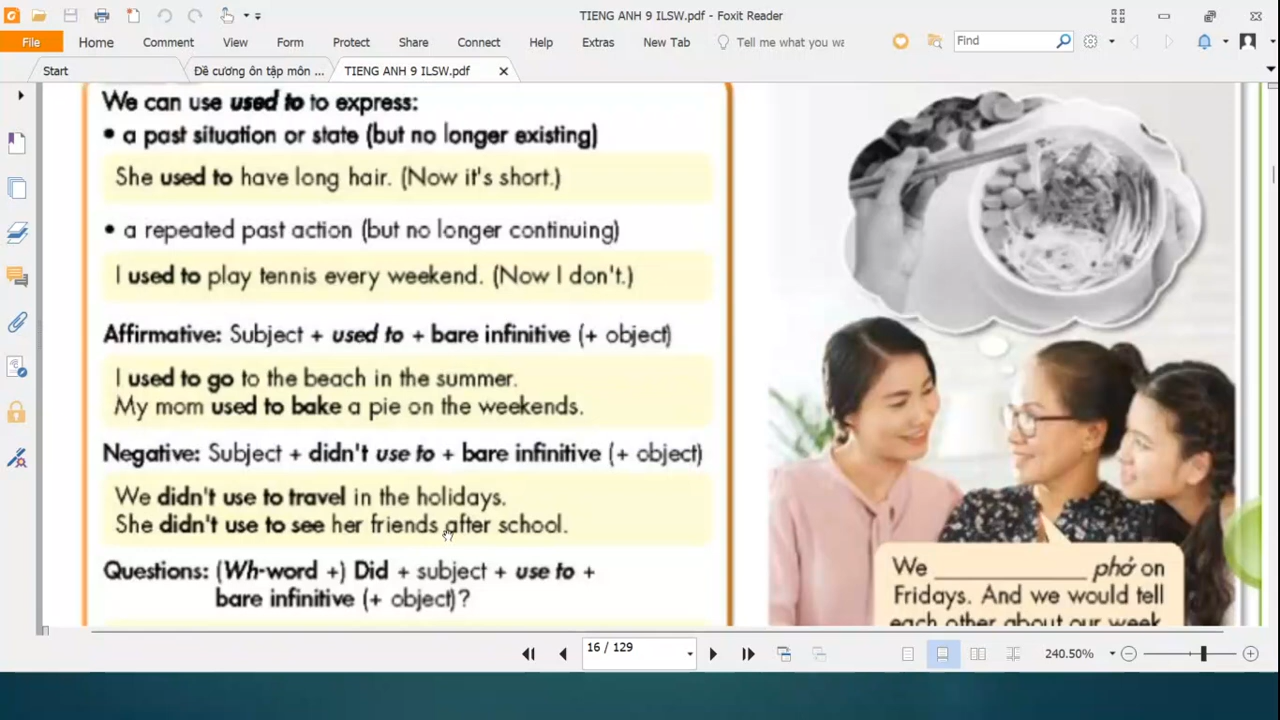 TIENG ANH 9 ILSW.pdf - Foxit Reader
File Home Comment View Form Protect Share Connect Help Extras New Tab Tell me what you wa Find
Start Đề cương ôn tập môn ... TIENG ANH 9 ILSW.pdf
We can use used to to express:
• a past situation or state (but no longer existing)
She used to have long hair. (Now it's short.)
• a repeated past action (but no longer continuing)
I used to play tennis every weekend. (Now I don't.)
Affirmative: Subject + used to + bare infinitive (+ object)
I used to go to the beach in the summer.
My mom used to bake a pie on the weekends.
Negative: Subject + didn't use to + bare infinitive (+ object)
We didn't use to travel in the holidays.
She didn't use to see her friends after school.
Questions: (Wh-word +) Did + subject + use to +
bare infinitive (+ object)?
We ____________ phở on
Fridays. And we would tell
each other about our week
16 / 129
240.50%